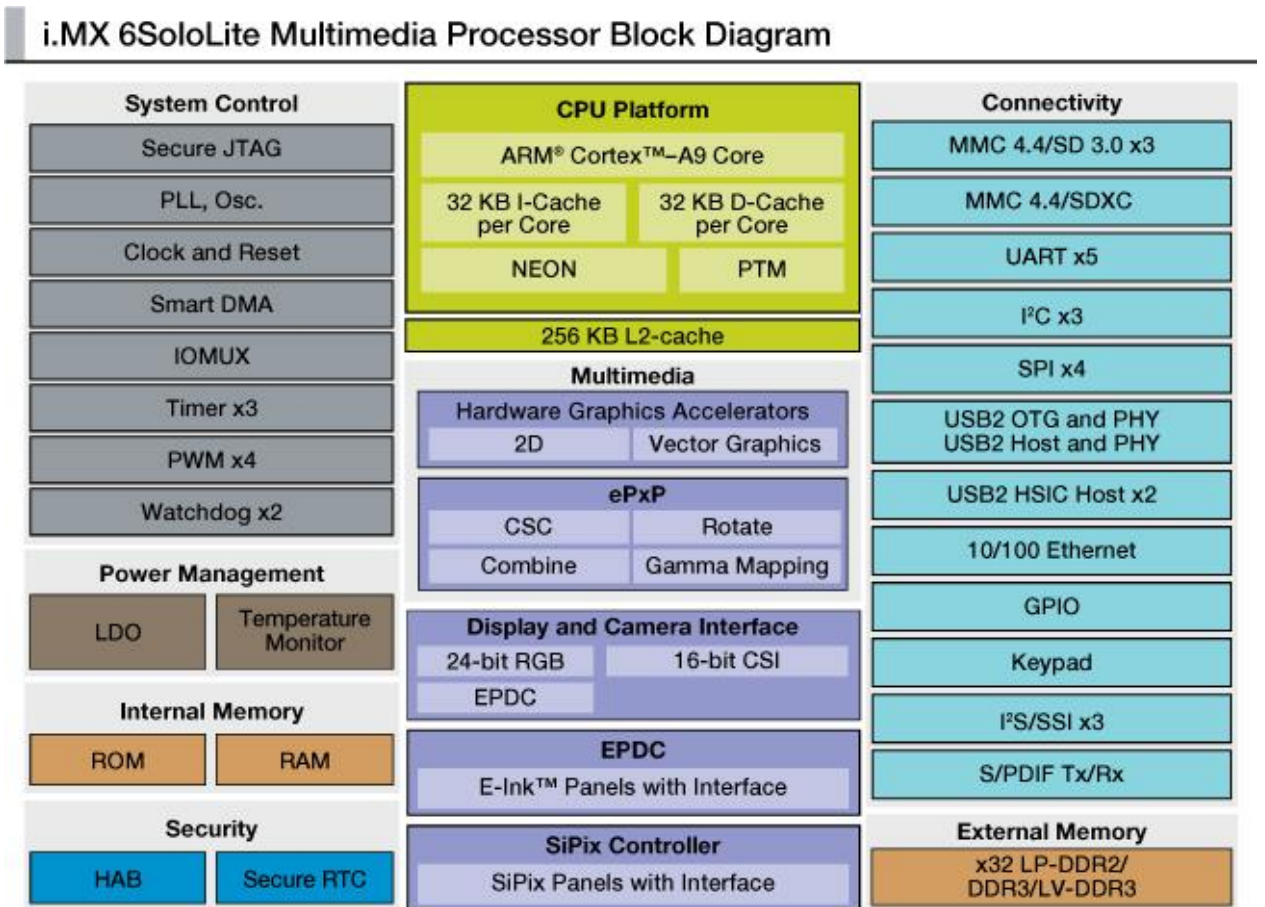 i.MX 6SoloLite Multimedia Processor Block Diagram
System Control
Secure JTAG
PLL, Osc.
Clock and Reset
Smart DMA
IOMUX
Timer x3
PWM x4
Watchdog x2
Power Management
LDO
Temperature
Monitor
Internal Memory
ROM
RAM
Security
HAB
Secure RTC
CPU Platform
ARM® Cortex™–A9 Core
32 KB I-Cache
per Core
32 KB D-Cache
per Core
NEON
PTM
256 KB L2-cache
Multimedia
Hardware Graphics Accelerators
2D
Vector Graphics
ePxP
CSC
Rotate
Combine
Gamma Mapping
Display and Camera Interface
24-bit RGB
16-bit CSI
EPDC
EPDC
E-Ink™ Panels with Interface
SiPix Controller
SiPix Panels with Interface
Connectivity
MMC 4.4/SD 3.0 x3
MMC 4.4/SDXC
UART x5
I²C x3
SPI x4
USB2 OTG and PHY
USB2 Host and PHY
USB2 HSIC Host x2
10/100 Ethernet
GPIO
Keypad
I²S/SSI x3
S/PDIF Tx/Rx
External Memory
x32 LP-DDR2/
DDR3/LV-DDR3